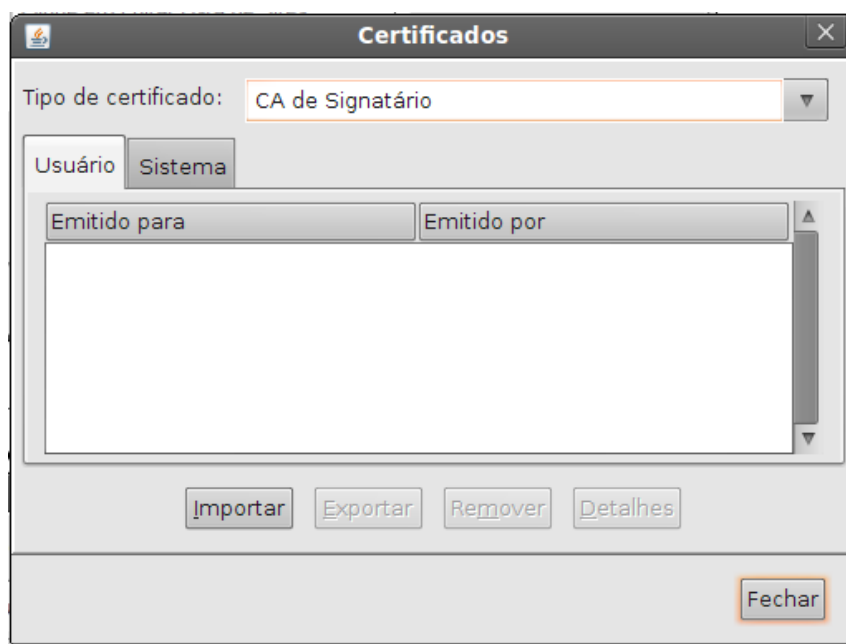 Certificados
Tipo de certificado: CA de Signatário
Usuário Sistema
Emitido para Emitido por
Importar Exportar Remover Detalhes
Fechar